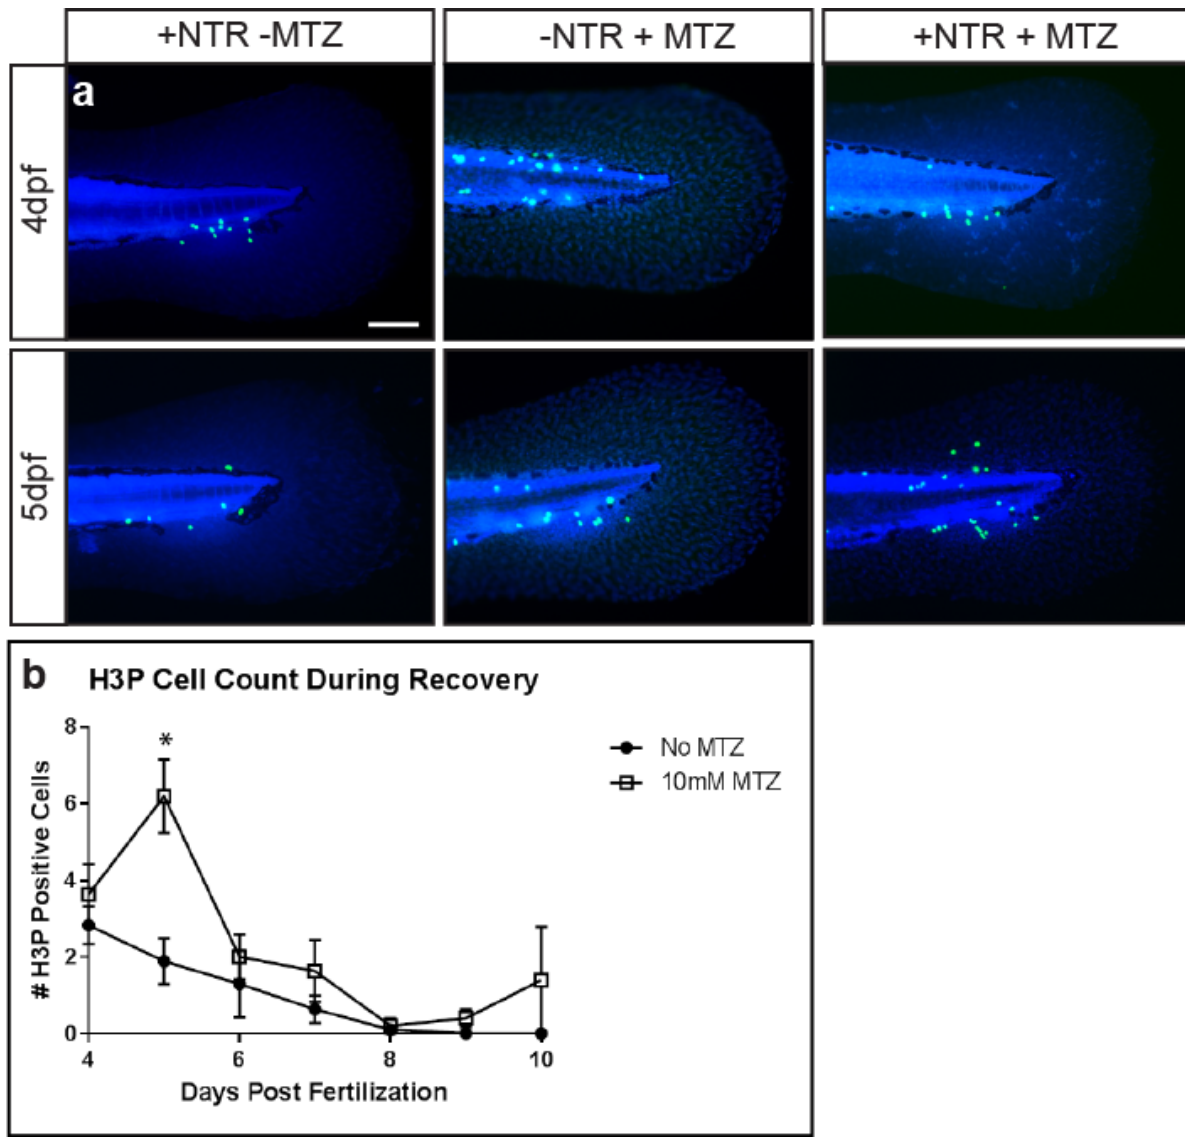 +NTR -MTZ
-NTR + MTZ
+NTR + MTZ
a
4dpf
5dpf
b H3P Cell Count During Recovery
8
6
4
2
0
# H3P Positive Cells
*
No MTZ
10mM MTZ
4 6 8 10
Days Post Fertilization